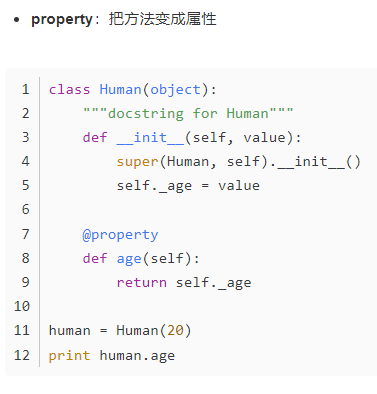 • property：把方法变成属性
1 class Human(object):
2     """docstring for Human"""
3     def __init__(self, value):
4         super(Human, self).__init__()
5         self._age = value
6
7     @property
8     def age(self):
9         return self._age
10
11 human = Human(20)
12 print human.age